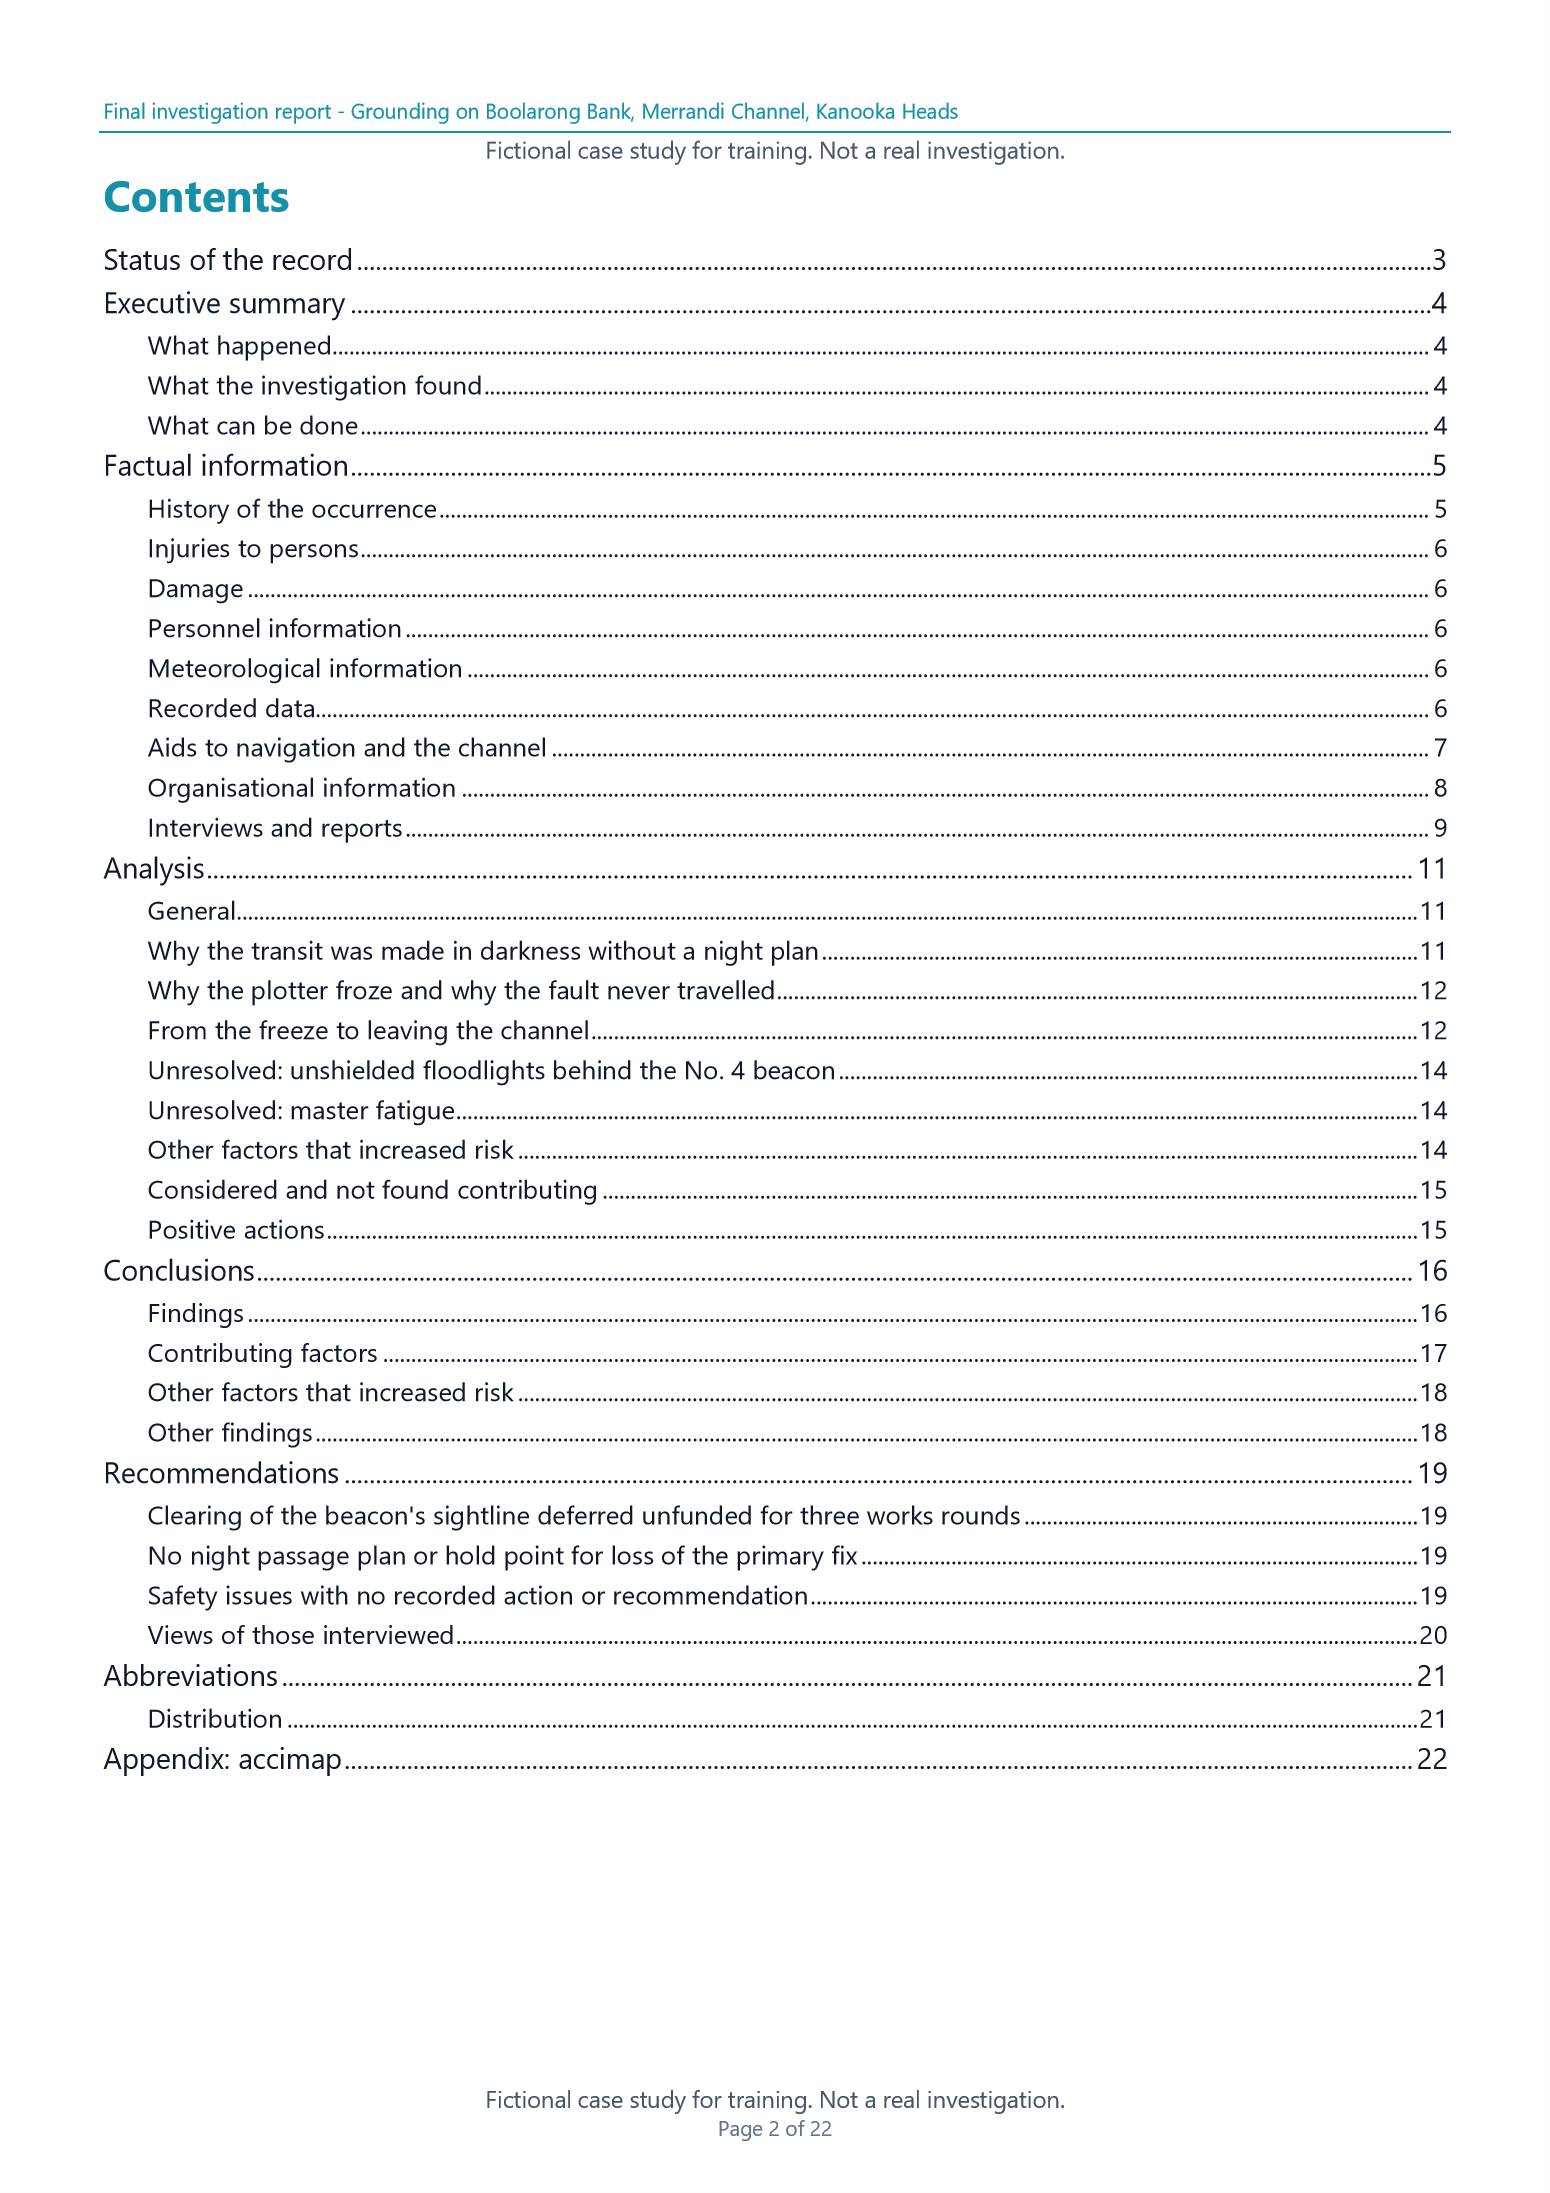 Final investigation report - Grounding on Boolarong Bank, Merrandi Channel, Kanooka Heads
Fictional case study for training. Not a real investigation.
Contents
Status of the record 3
Executive summary 4
What happened 4
What the investigation found 4
What can be done 4
Factual information 5
History of the occurrence 5
Injuries to persons 6
Damage 6
Personnel information 6
Meteorological information 6
Recorded data 6
Aids to navigation and the channel 7
Organisational information 8
Interviews and reports 9
Analysis 11
General 11
Why the transit was made in darkness without a night plan 11
Why the plotter froze and why the fault never travelled 12
From the freeze to leaving the channel 12
Unresolved: unshielded floodlights behind the No. 4 beacon 14
Unresolved: master fatigue 14
Other factors that increased risk 14
Considered and not found contributing 15
Positive actions 15
Conclusions 16
Findings 16
Contributing factors 17
Other factors that increased risk 18
Other findings 18
Recommendations 19
Clearing of the beacon's sightline deferred unfunded for three works rounds 19
No night passage plan or hold point for loss of the primary fix 19
Safety issues with no recorded action or recommendation 19
Views of those interviewed 20
Abbreviations 21
Distribution 21
Appendix: accimap 22
Fictional case study for training. Not a real investigation.
Page 2 of 22